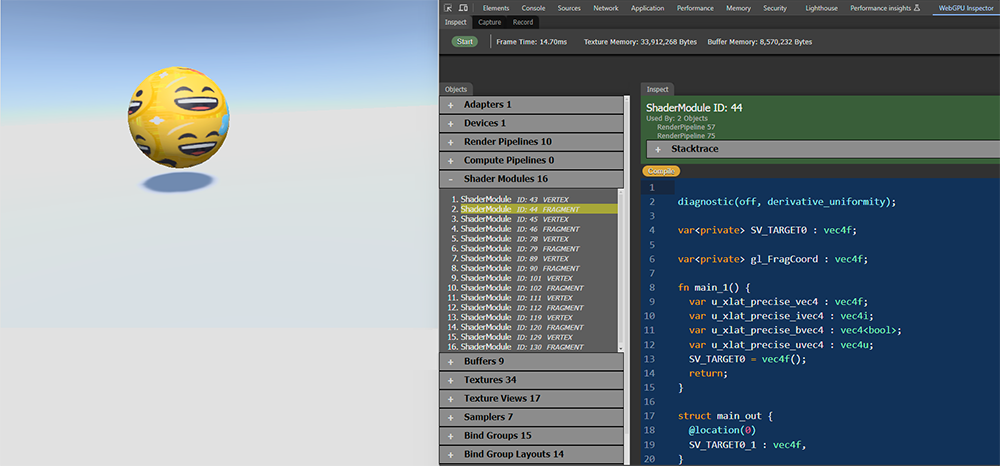 Elements Console Sources Network Application Performance Memory Security Lighthouse Performance insights WebGPU Inspector
Inspect Capture Record
Start Frame Time: 14.70ms Texture Memory: 33,912,268 Bytes Buffer Memory: 8,570,232 Bytes
Objects
+ Adapters 1
+ Devices 1
+ Render Pipelines 10
+ Compute Pipelines 0
- Shader Modules 16
1. ShaderModule ID: 43 VERTEX
2. ShaderModule ID: 44 FRAGMENT
3. ShaderModule ID: 45 VERTEX
4. ShaderModule ID: 46 FRAGMENT
5. ShaderModule ID: 78 VERTEX
6. ShaderModule ID: 79 FRAGMENT
7. ShaderModule ID: 89 VERTEX
8. ShaderModule ID: 90 FRAGMENT
9. ShaderModule ID: 101 VERTEX
10. ShaderModule ID: 102 FRAGMENT
11. ShaderModule ID: 111 VERTEX
12. ShaderModule ID: 112 FRAGMENT
13. ShaderModule ID: 119 VERTEX
14. ShaderModule ID: 120 FRAGMENT
15. ShaderModule ID: 129 VERTEX
16. ShaderModule ID: 130 FRAGMENT
+ Buffers 9
+ Textures 34
+ Texture Views 17
+ Samplers 7
+ Bind Groups 15
+ Bind Group Layouts 14
Inspect
ShaderModule ID: 44
Used By: 2 Objects
RenderPipeline 57
RenderPipeline 75
+ Stacktrace
Compile
1
2 diagnostic(off, derivative_uniformity);
3
4 var<private> SV_TARGET0 : vec4f;
5
6 var<private> gl_FragCoord : vec4f;
7
8 fn main_1() {
9 var u_xlat_precise_vec4 : vec4f;
10 var u_xlat_precise_ivec4 : vec4i;
11 var u_xlat_precise_bvec4 : vec4<bool>;
12 var u_xlat_precise_uvec4 : vec4u;
13 SV_TARGET0 = vec4f();
14 return;
15 }
16
17 struct main_out {
18 @location(0)
19 SV_TARGET0_1 : vec4f,
20 }